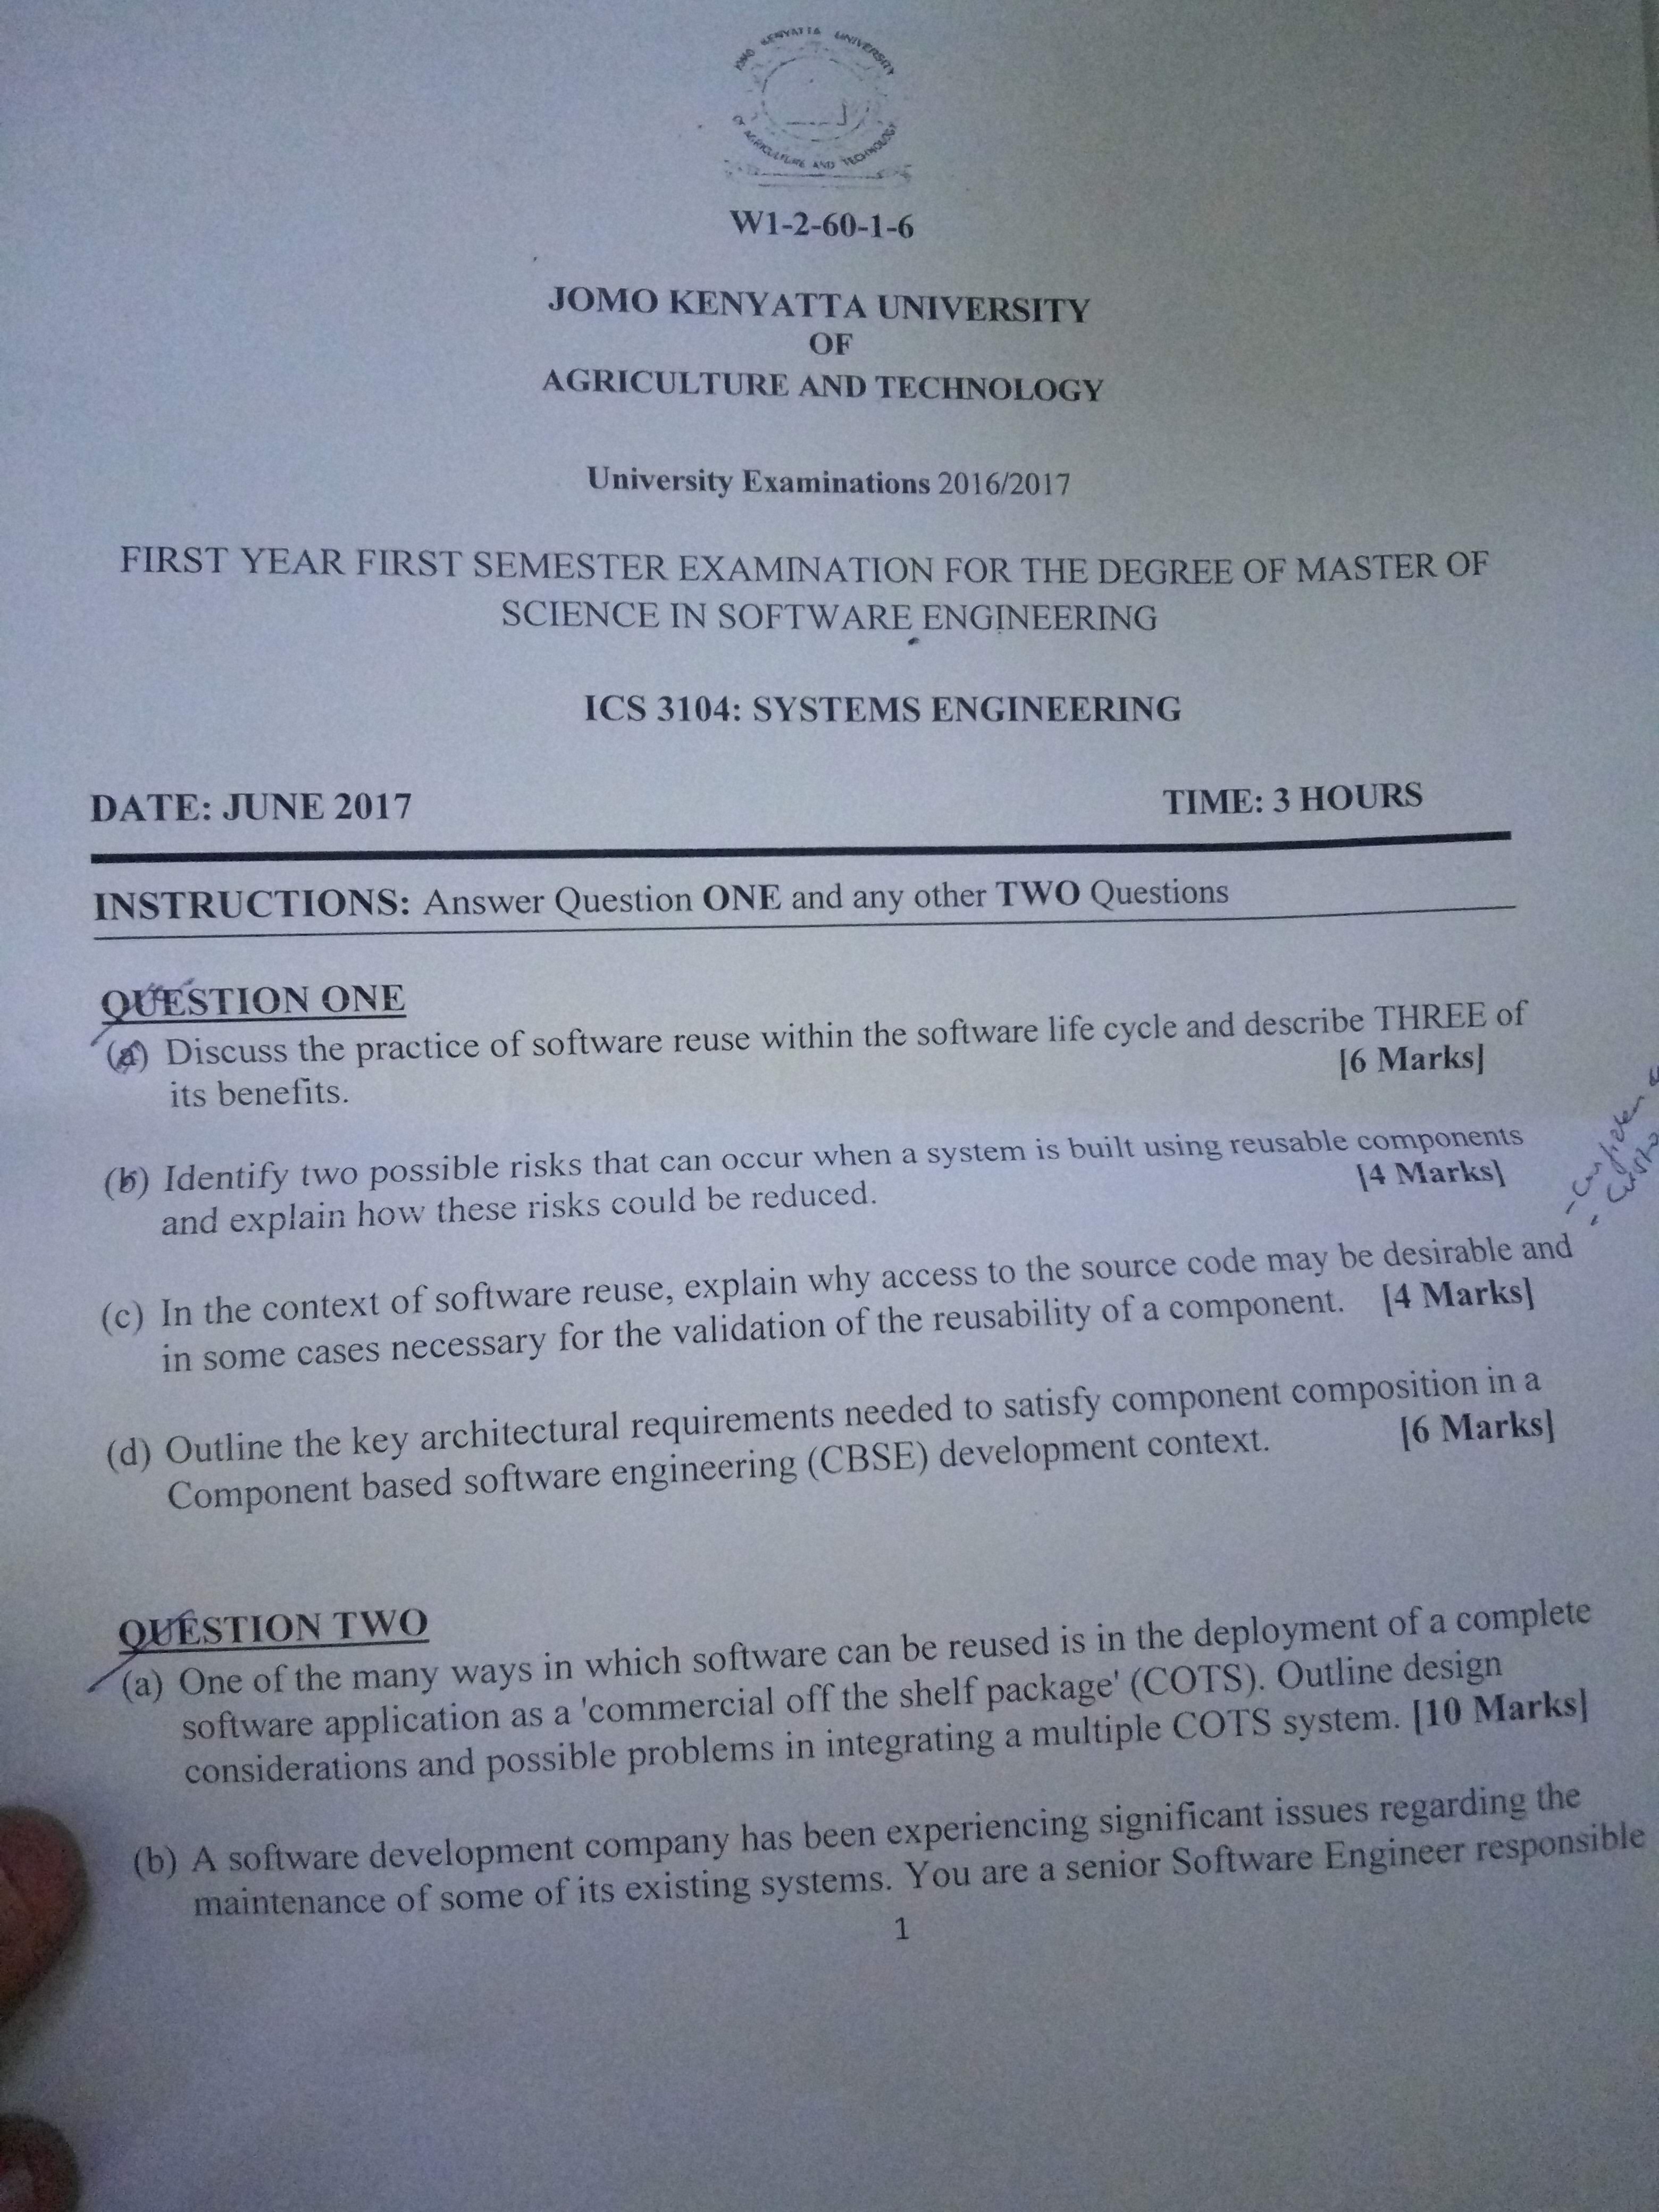 JOMO KENYATTA UNIVERSITY
OF AGRICULTURE AND TECHNOLOGY
W1-2-60-1-6
JOMO KENYATTA UNIVERSITY
OF
AGRICULTURE AND TECHNOLOGY
University Examinations 2016/2017
FIRST YEAR FIRST SEMESTER EXAMINATION FOR THE DEGREE OF MASTER OF
SCIENCE IN SOFTWARE ENGINEERING
ICS 3104: SYSTEMS ENGINEERING
DATE: JUNE 2017 TIME: 3 HOURS
INSTRUCTIONS: Answer Question ONE and any other TWO Questions
QUESTION ONE
(a) Discuss the practice of software reuse within the software life cycle and describe THREE of
its benefits. [6 Marks]
(b) Identify two possible risks that can occur when a system is built using reusable components
and explain how these risks could be reduced. [4 Marks]
(c) In the context of software reuse, explain why access to the source code may be desirable and
in some cases necessary for the validation of the reusability of a component. [4 Marks]
(d) Outline the key architectural requirements needed to satisfy component composition in a
Component based software engineering (CBSE) development context. [6 Marks]
QUESTION TWO
(a) One of the many ways in which software can be reused is in the deployment of a complete
software application as a 'commercial off the shelf package' (COTS). Outline design
considerations and possible problems in integrating a multiple COTS system. [10 Marks]
(b) A software development company has been experiencing significant issues regarding the
maintenance of some of its existing systems. You are a senior Software Engineer responsible
1